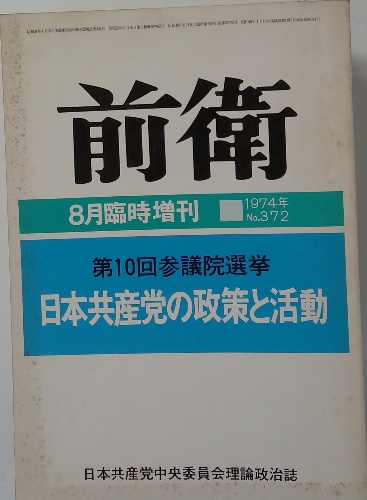 前衛
8月臨時増刊
1974年
No.372
第10回参議院選挙
日本共産党の政策と活動
日本共産党中央委員会理論政治誌